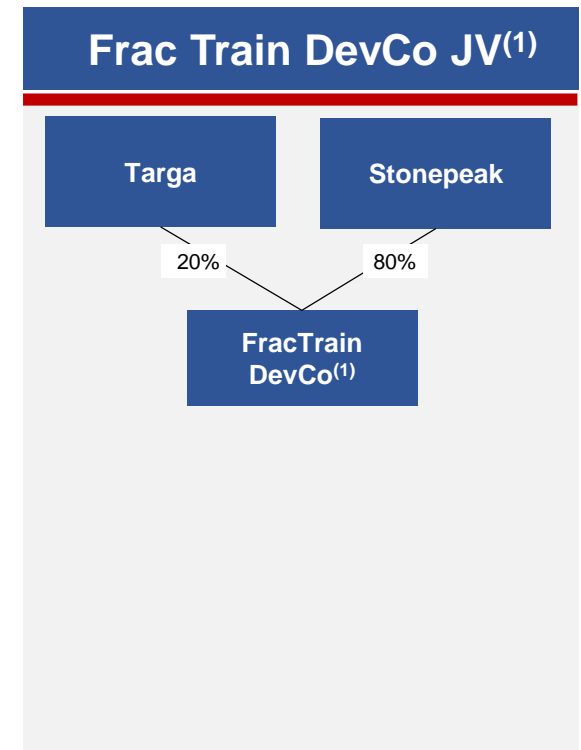 Frac Train DevCo JV(1)
Targa
Stonepeak
20%
80%
FracTrain
DevCo(1)